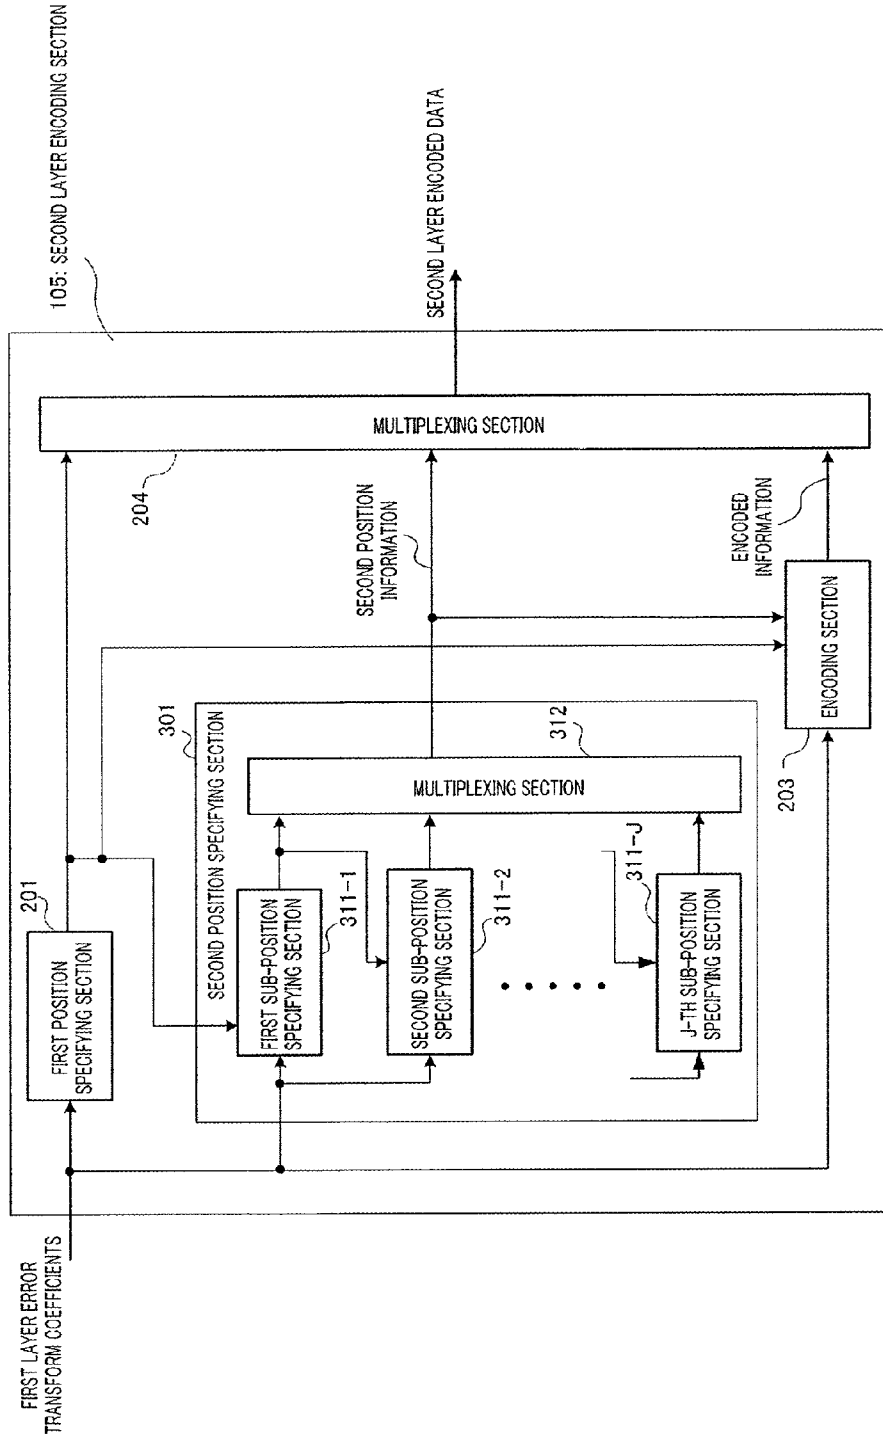 105: SECOND LAYER ENCODING SECTION
FIRST LAYER ERROR
TRANSFORM COEFFICIENTS
201
FIRST POSITION
SPECIFYING SECTION
301
SECOND POSITION SPECIFYING SECTION
FIRST SUB-POSITION
SPECIFYING SECTION
311-1
SECOND SUB-POSITION
SPECIFYING SECTION
311-2
J-TH SUB-POSITION
SPECIFYING SECTION
311-J
MULTIPLEXING SECTION
312
SECOND POSITION
INFORMATION
ENCODING SECTION
203
ENCODED
INFORMATION
MULTIPLEXING SECTION
204
SECOND LAYER ENCODED DATA